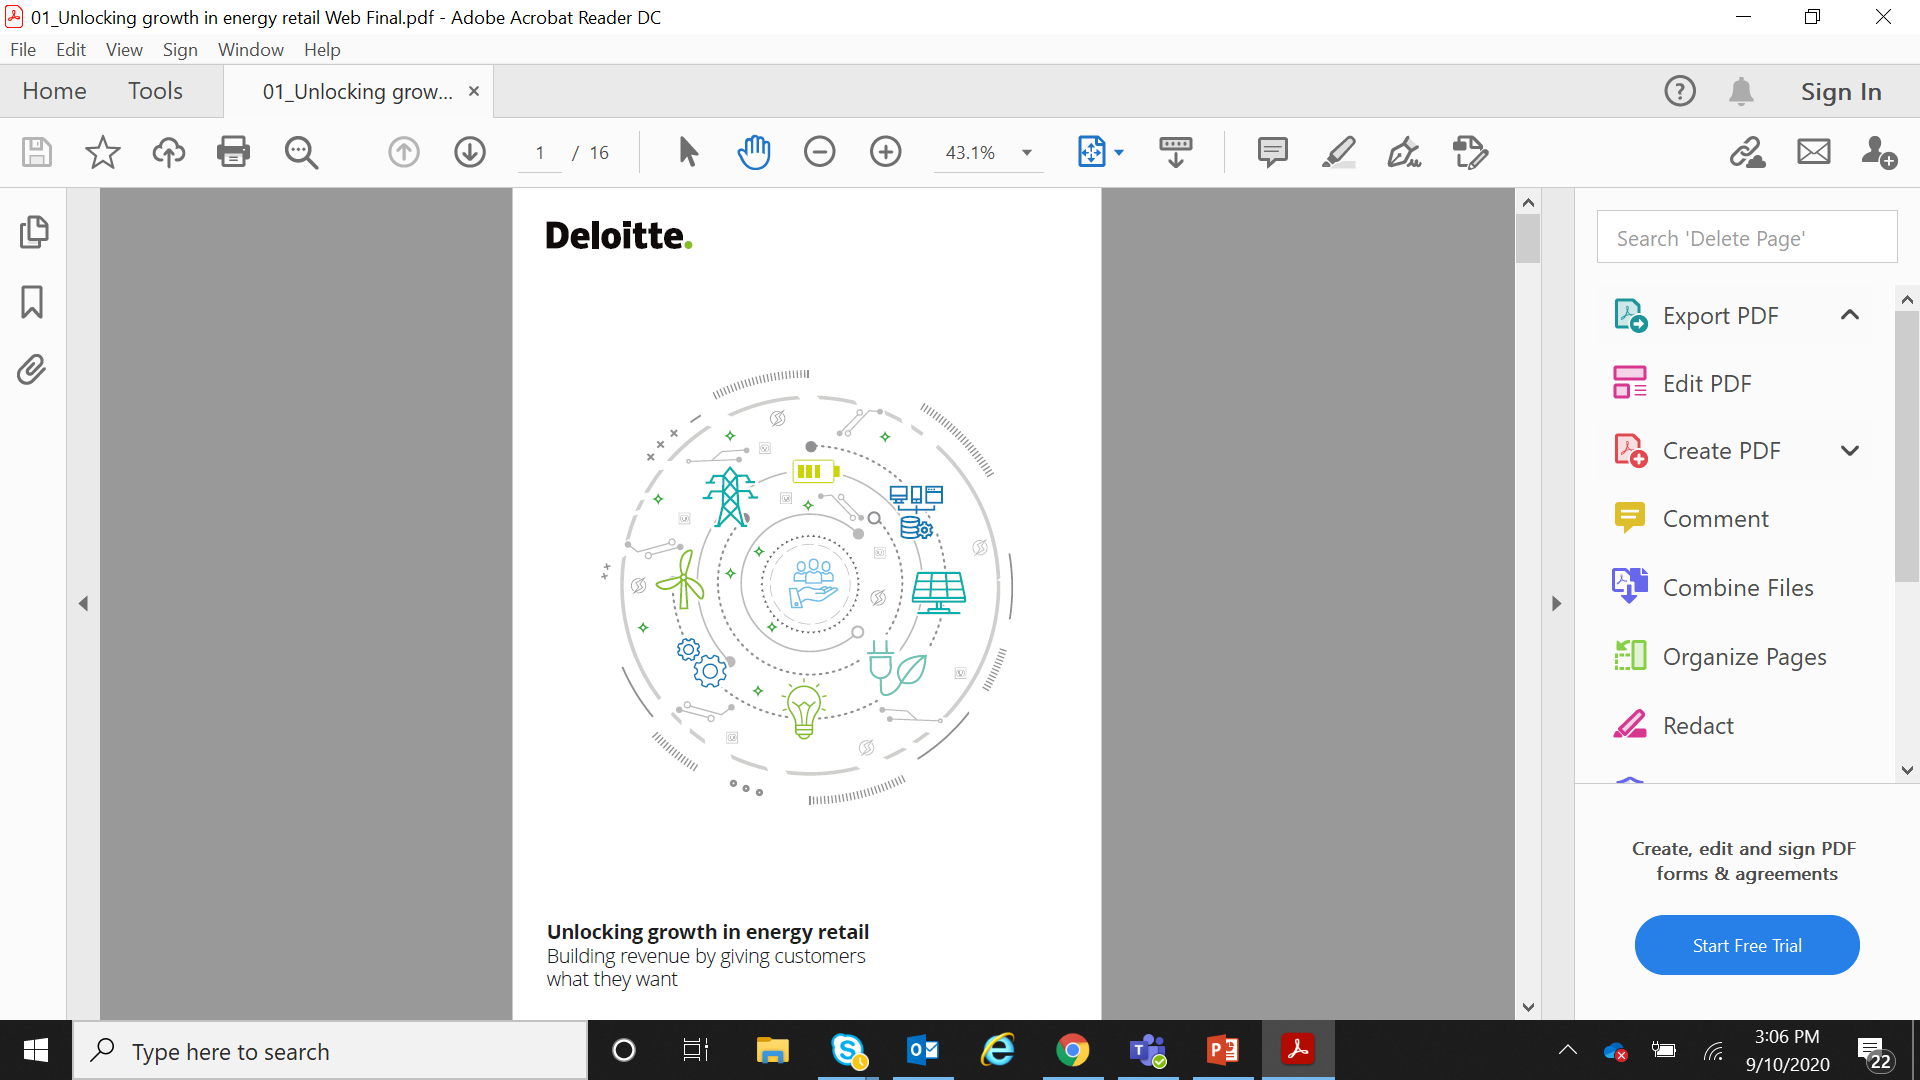 01_Unlocking growth in energy retail Web Final.pdf - Adobe Acrobat Reader DC
File Edit View Sign Window Help
Home Tools 01_Unlocking grow... × Sign In
1 / 16 43.1%
Deloitte.
Unlocking growth in energy retail
Building revenue by giving customers
what they want
Search 'Delete Page'
Export PDF
Edit PDF
Create PDF
Comment
Combine Files
Organize Pages
Redact
Create, edit and sign PDF
forms & agreements
Start Free Trial
Type here to search
3:06 PM
9/10/2020
22